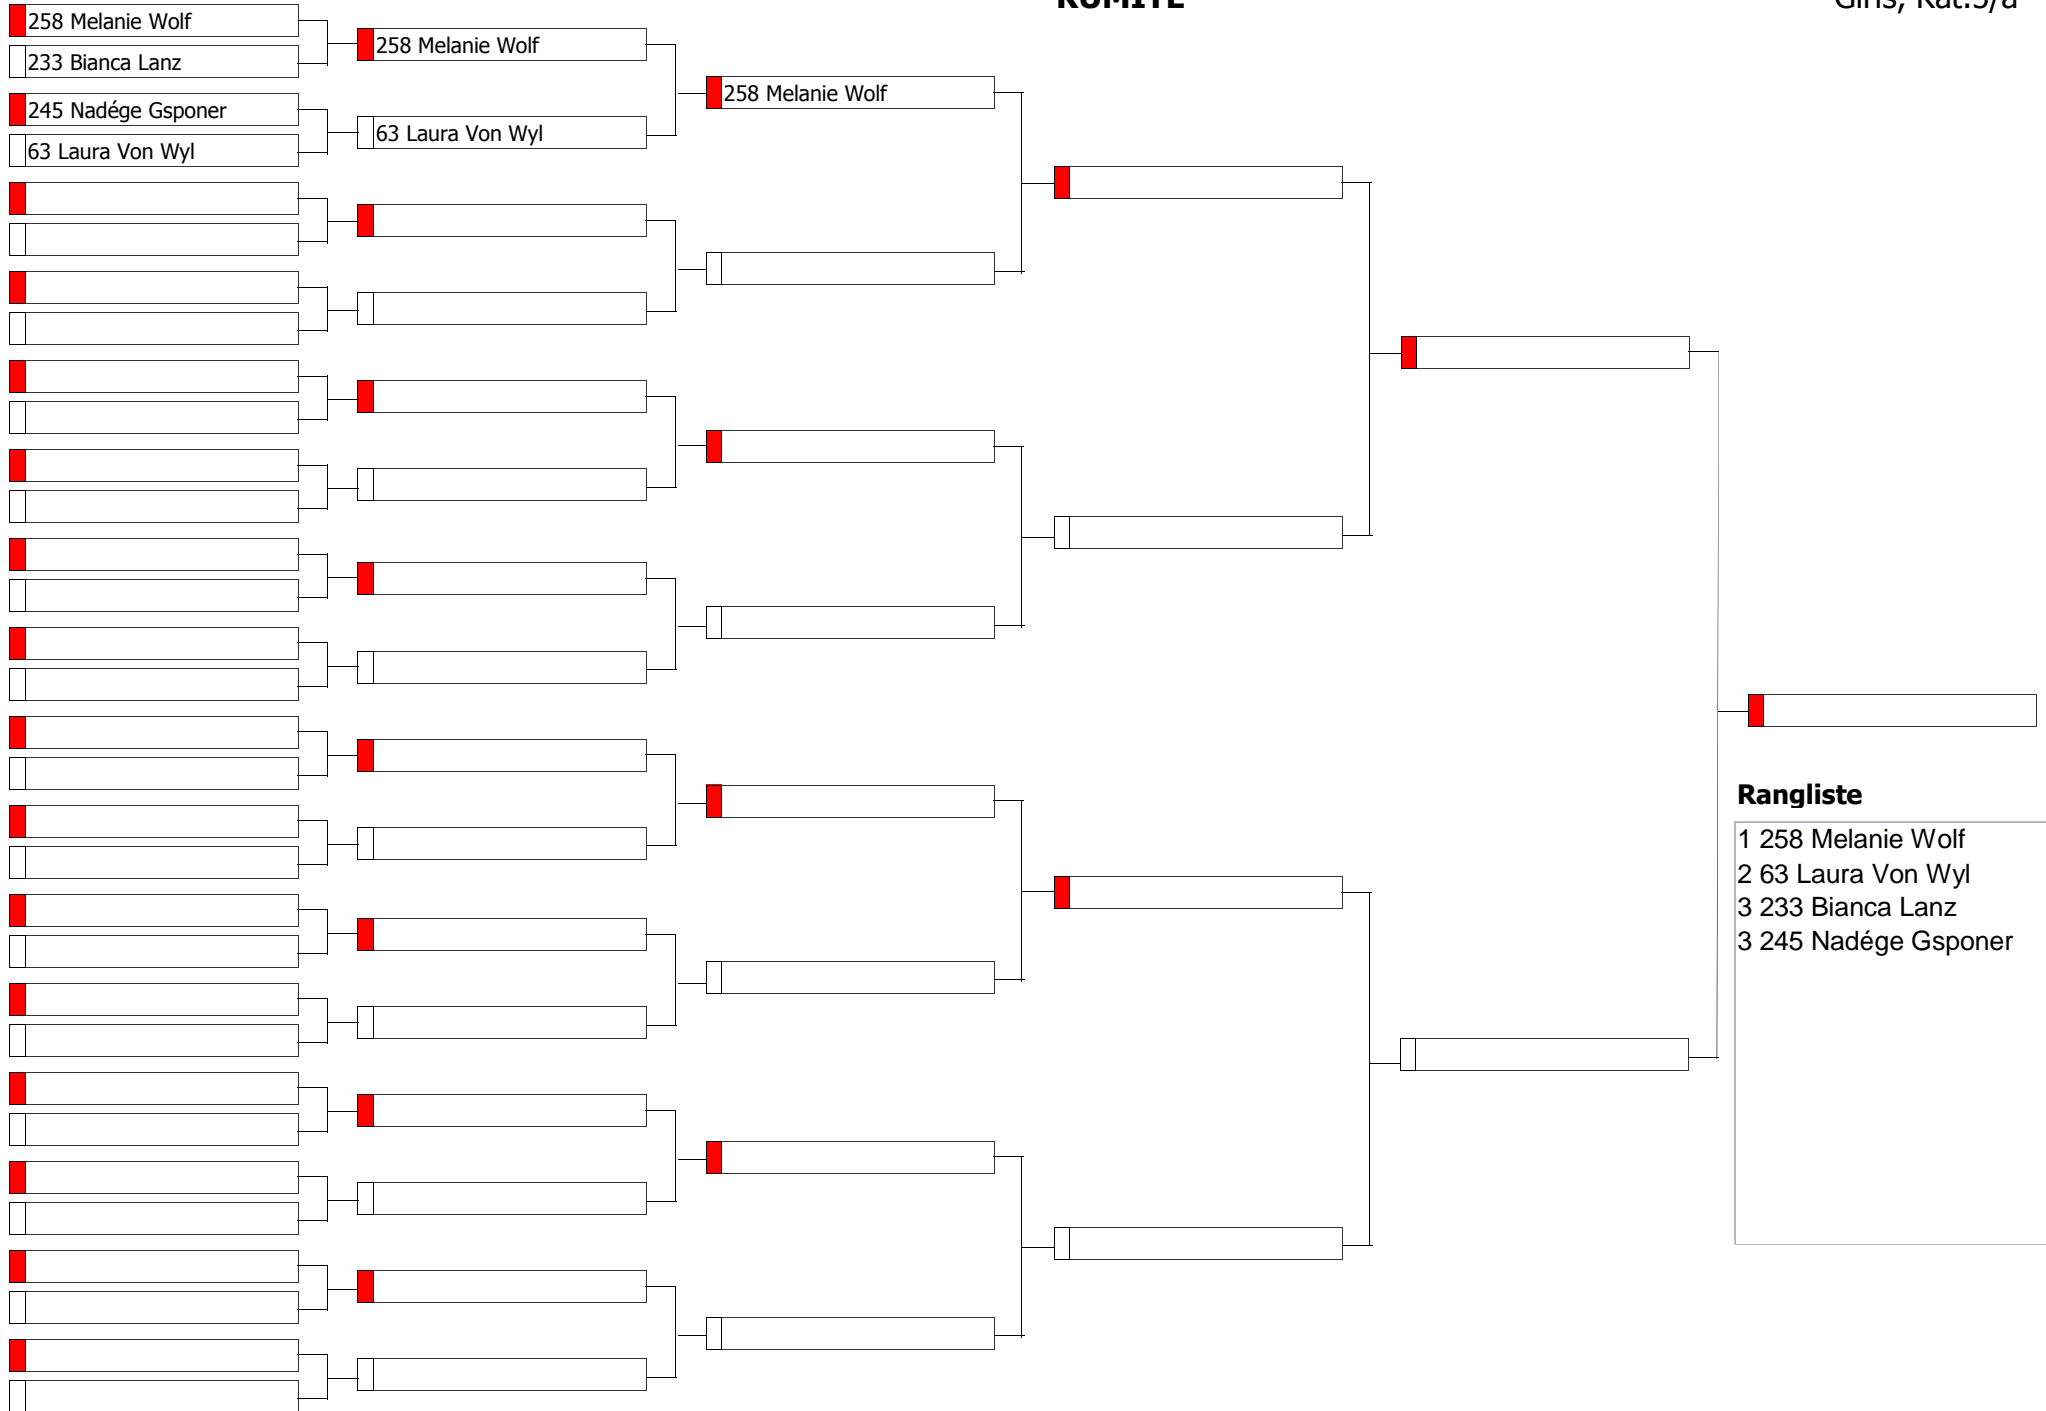 KUMITE
Girls, Kat.5/a
258 Melanie Wolf
233 Bianca Lanz
245 Nadége Gsponer
63 Laura Von Wyl
258 Melanie Wolf
63 Laura Von Wyl
258 Melanie Wolf
Rangliste
1 258 Melanie Wolf
2 63 Laura Von Wyl
3 233 Bianca Lanz
3 245 Nadége Gsponer